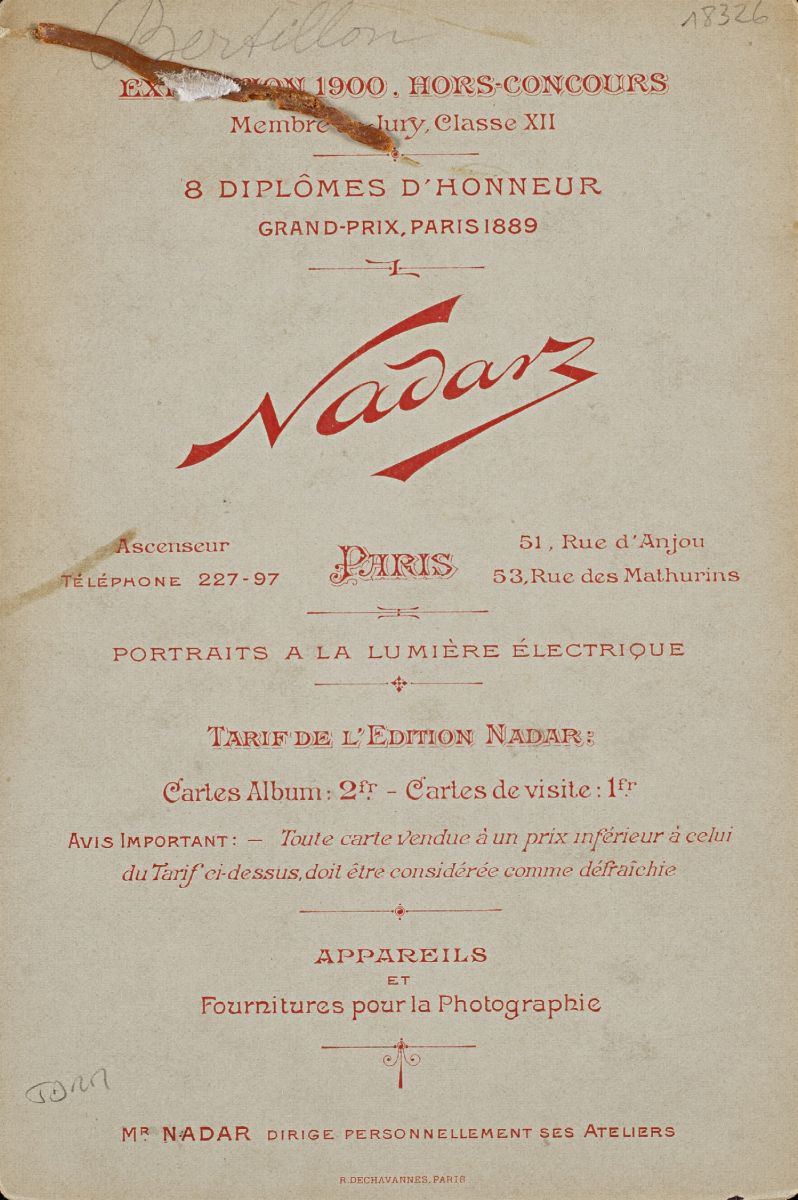 Bertillon
18326
EXPOSITION 1900. HORS-CONCOURS
Membre du Jury, Classe XII
8 DIPLÔMES D'HONNEUR
GRAND-PRIX, PARIS 1889
Nadar
Ascenseur
TÉLÉPHONE 227-97
PARIS
51, Rue d'Anjou
53, Rue des Mathurins
PORTRAITS A LA LUMIÈRE ÉLECTRIQUE
TARIF DE L'EDITION NADAR:
Cartes Album: 2fr. - Cartes de visite: 1fr.
AVIS IMPORTANT: — Toute carte vendue à un prix inférieur à celui
du Tarif ci-dessus, doit être considérée comme défraîchie
APPAREILS
ET
Fournitures pour la Photographie
MR NADAR DIRIGE PERSONNELLEMENT SES ATELIERS
R. DECHAVANNES, PARIS